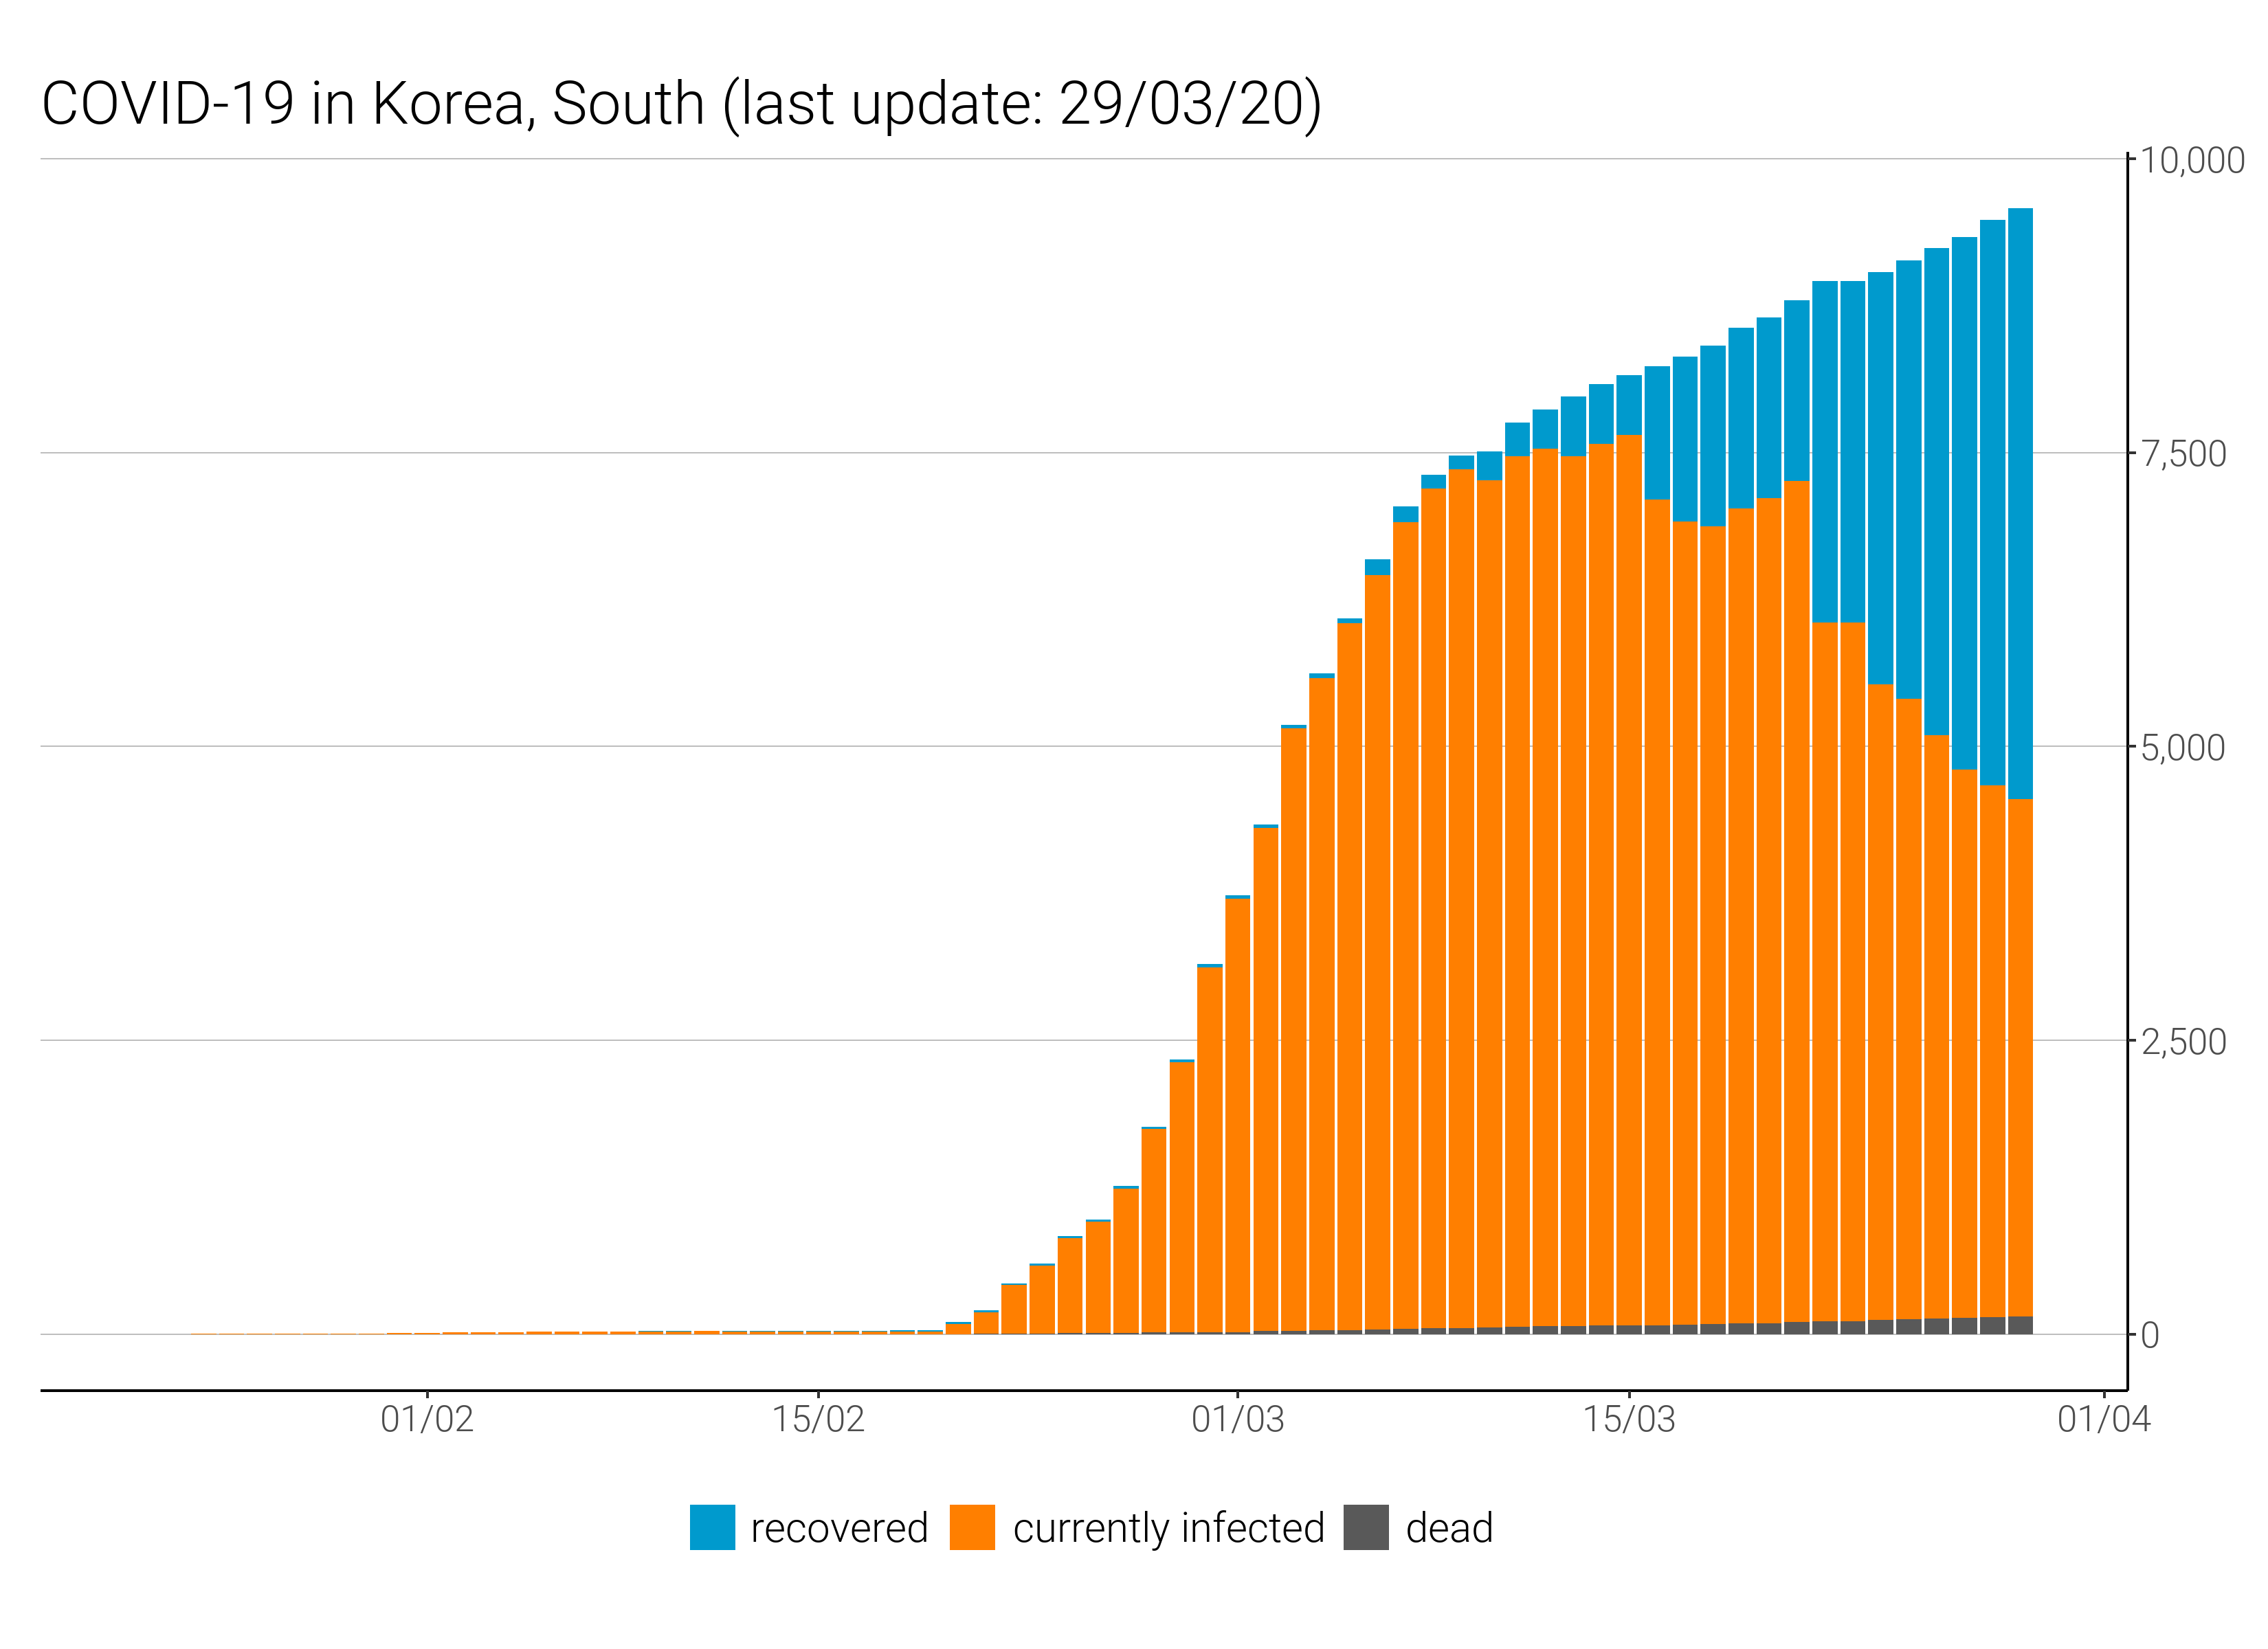 COVID-19 in Korea, South (last update: 29/03/20)
10,000
7,500
5,000
2,500
0
01/02 15/02 01/03 15/03 01/04
recovered currently infected dead